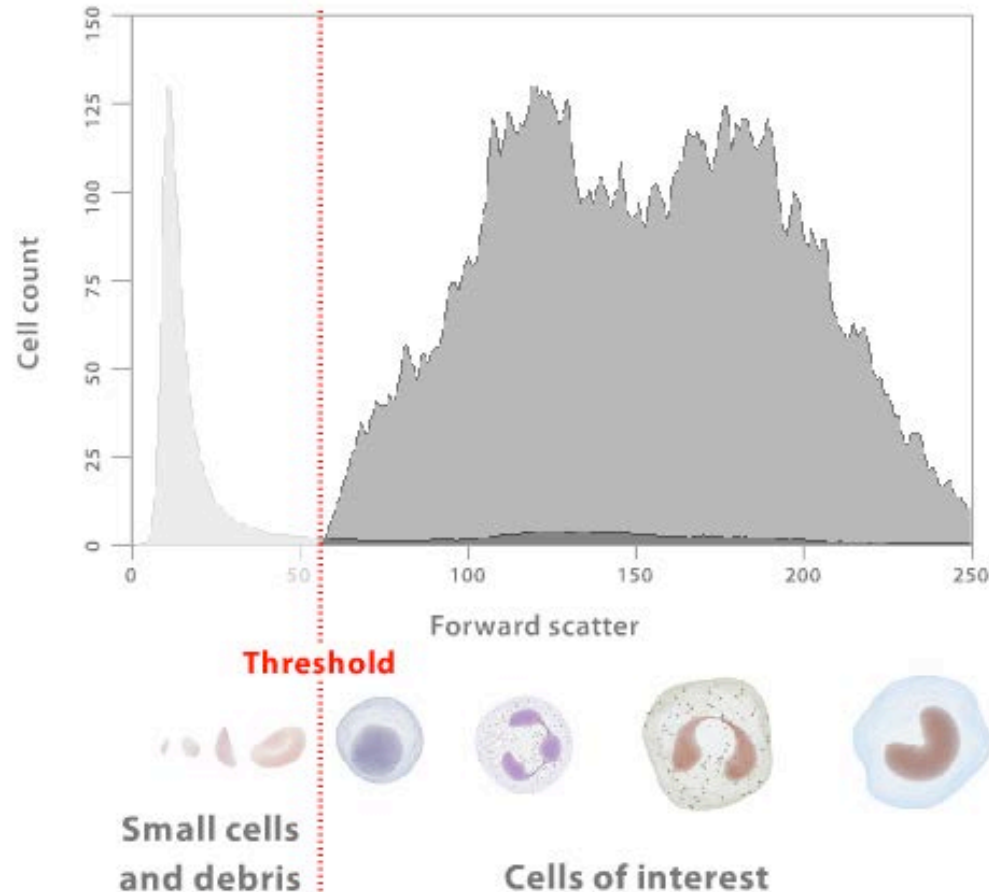 150
125
100
75
50
25
0
Cell count
0 50 100 150 200 250
Forward scatter
Threshold
Small cells
and debris
Cells of interest